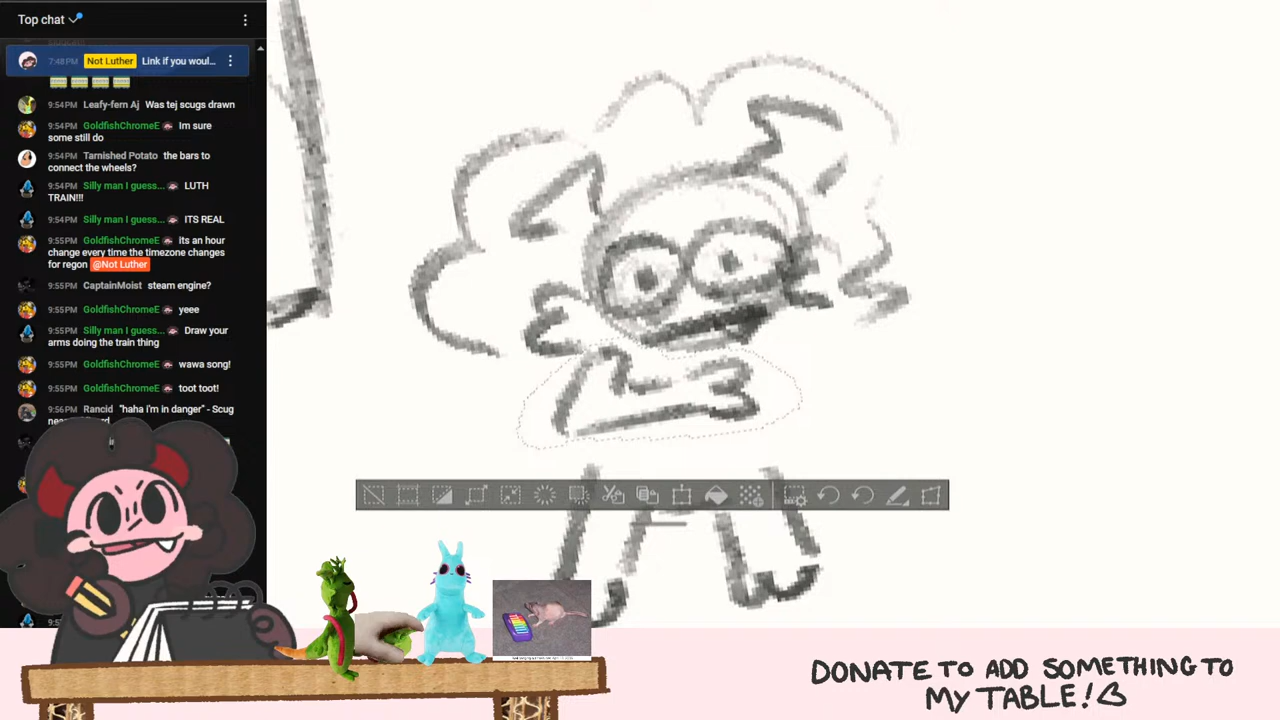 Top chat
7:48PM Not Luther Link if you woul...
9:54PM Leafy-fern Aj Was tej scugs drawn
9:54PM GoldfishChromeE Im sure
some still do
9:54PM Tarnished Potato the bars to
connect the wheels?
9:54PM Silly man I guess... LUTH
TRAIN!!!
9:54PM Silly man I guess... ITS REAL
9:55PM GoldfishChromeE its an hour
change every time the timezone changes
for regon @Not Luther
9:55PM CaptainMoist steam engine?
9:55PM GoldfishChromeE yeee
9:55PM Silly man I guess... Draw your
arms doing the train thing
9:55PM GoldfishChromeE wawa song!
9:55PM GoldfishChromeE toot toot!
9:56PM Rancid "haha i'm in danger" - Scug
DONATE TO ADD SOMETHING TO
MY TABLE!